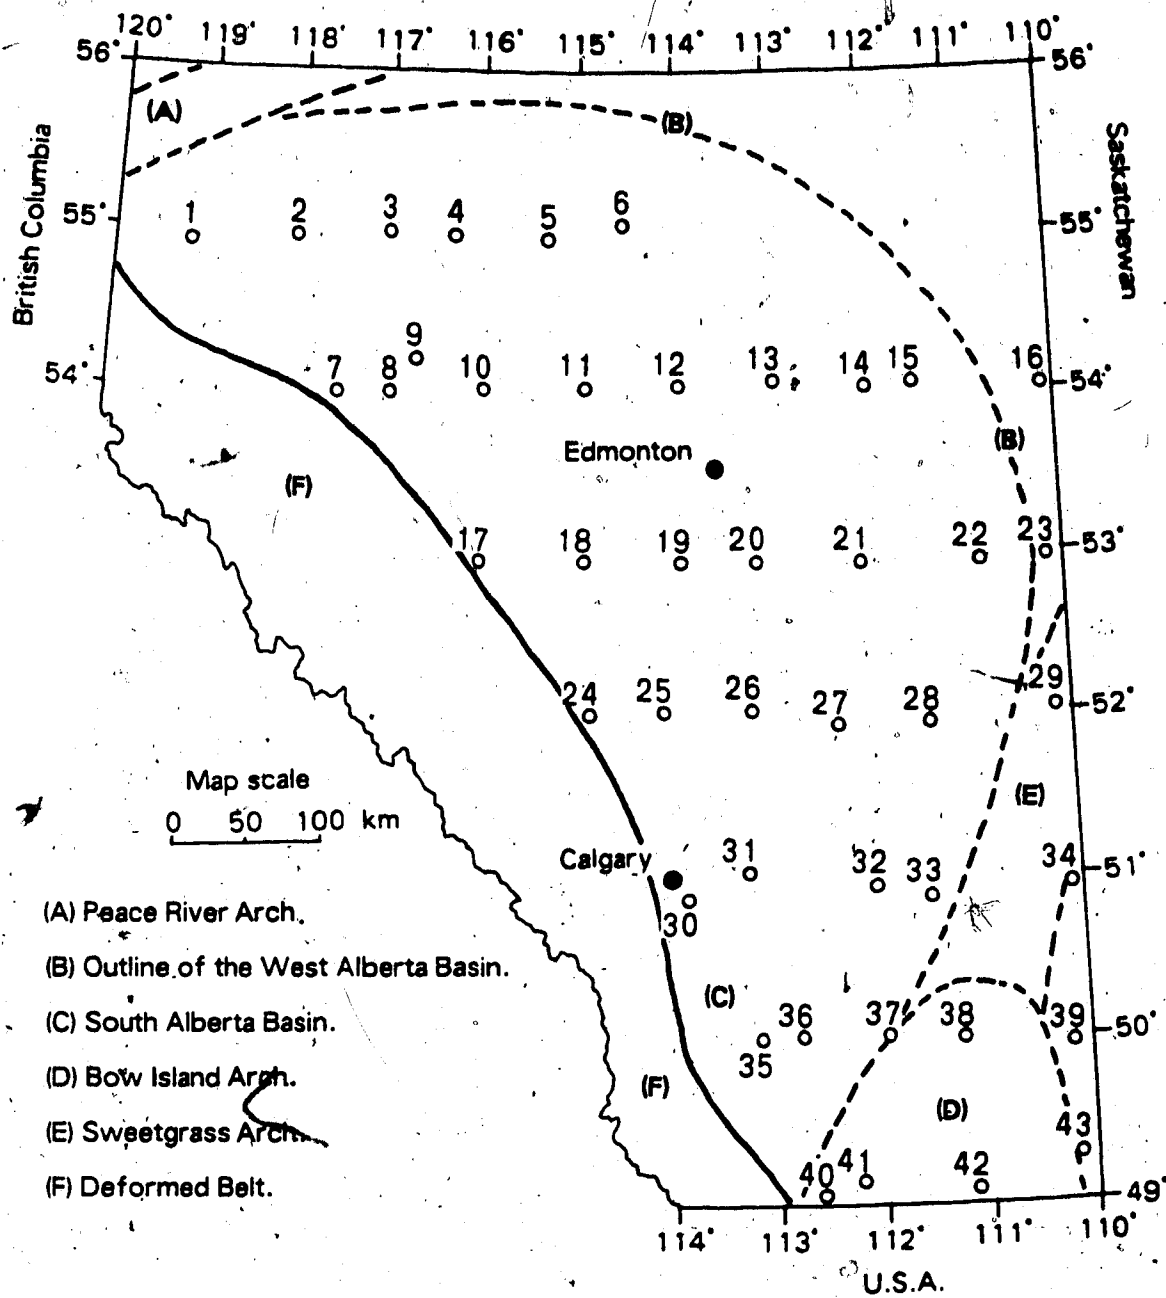 120° 119° 118° 117° 116° 115° 114° 113° 112° 111° 110°
56° 56°
(A)
(B)
British Columbia
Saskatchewan
55° 1 2 3 4 5 6 55°
9
54° 7 8 10 11 12 13 14 15 16 54°
Edmonton
(B)
(F)
17 18 19 20 21 22 23 53°
24 25 26 27 28 29 52°
Map scale
0 50 100 km
(E)
Calgary 31 32 33 34 51°
30
(A) Peace River Arch.
(B) Outline of the West Alberta Basin.
(C)
(C) South Alberta Basin.
36 37 38 39 50°
35
(D) Bow Island Arch.
(F)
(D)
(E) Sweetgrass Arch.
43
(F) Deformed Belt.
40 41 42 49°
114° 113° 112° 111° 110°
U.S.A.